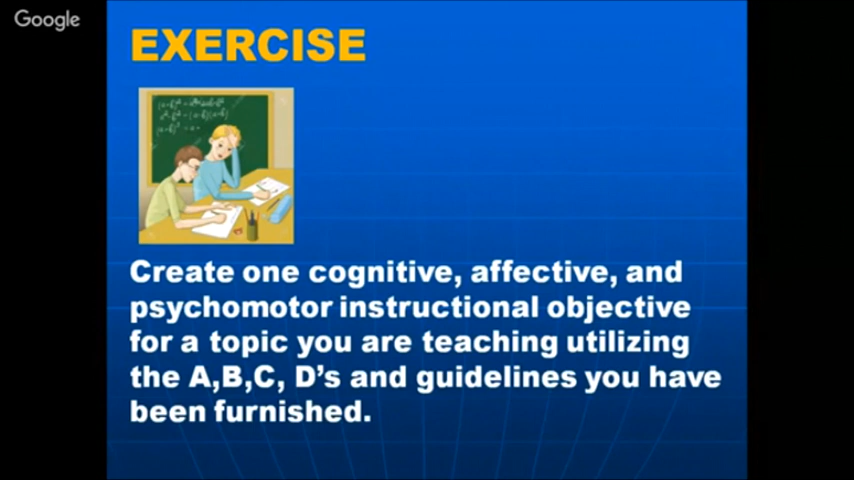 Google
EXERCISE
Create one cognitive, affective, and
psychomotor instructional objective
for a topic you are teaching utilizing
the A,B,C, D's and guidelines you have
been furnished.